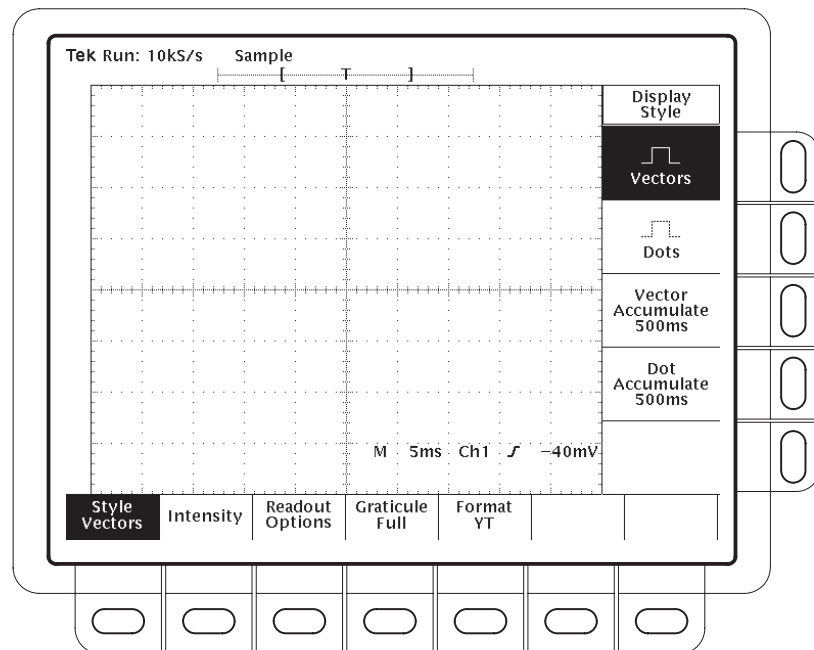 Tek Run: 10kS/s Sample
[ T ]
Display
Style
Vectors
Dots
Vector
Accumulate
500ms
Dot
Accumulate
500ms
M 5ms Ch1 −40mV
Style
Vectors
Intensity
Readout
Options
Graticule
Full
Format
YT